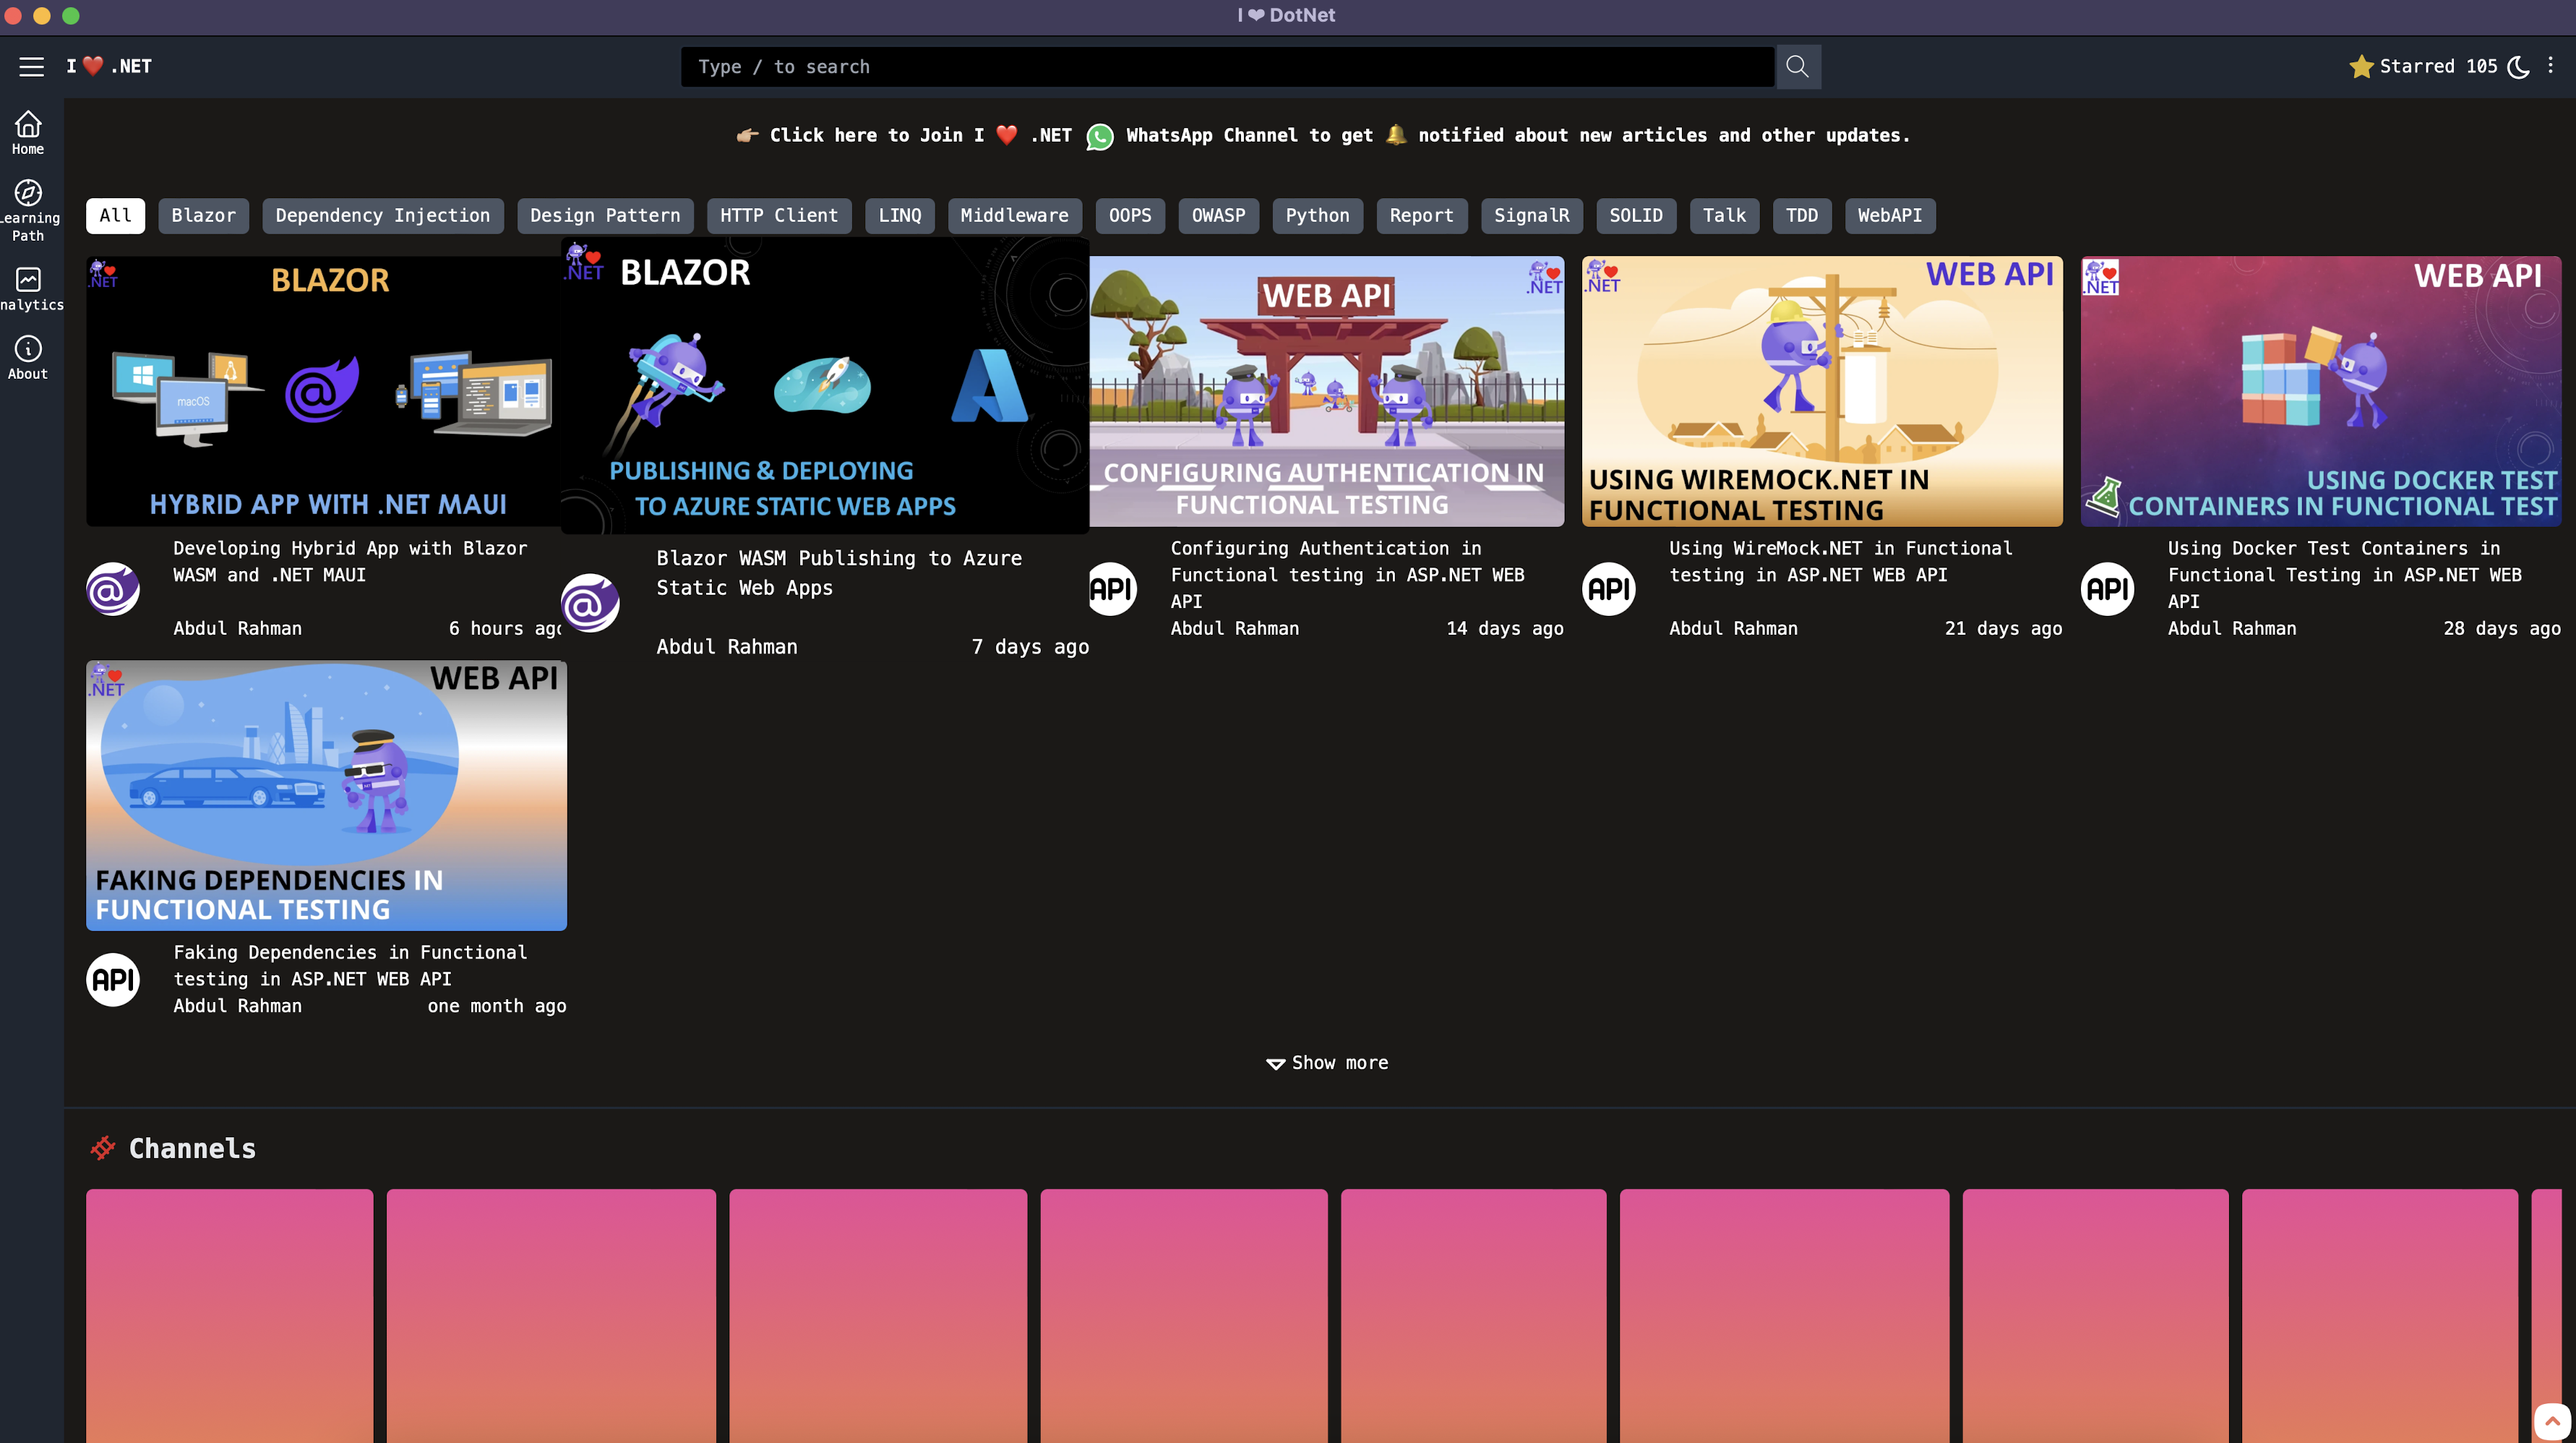 I ❤ DotNet
I ❤️ .NET
Type / to search
Starred 105
Home
Learning
Path
nalytics
About
👉🏼 Click here to Join I ❤️ .NET WhatsApp Channel to get 🔔 notified about new articles and other updates.
All Blazor Dependency Injection Design Pattern HTTP Client LINQ Middleware OOPS OWASP Python Report SignalR SOLID Talk TDD WebAPI
.NET
BLAZOR
macOS
HYBRID APP WITH .NET MAUI
Developing Hybrid App with Blazor
WASM and .NET MAUI
Abdul Rahman 6 hours ago
.NET BLAZOR
PUBLISHING & DEPLOYING
TO AZURE STATIC WEB APPS
Blazor WASM Publishing to Azure
Static Web Apps
Abdul Rahman 7 days ago
WEB API
.NET
CONFIGURING AUTHENTICATION IN
FUNCTIONAL TESTING
API
Configuring Authentication in
Functional testing in ASP.NET WEB
API
Abdul Rahman 14 days ago
.NET
WEB API
USING WIREMOCK.NET IN
FUNCTIONAL TESTING
API
Using WireMock.NET in Functional
testing in ASP.NET WEB API
Abdul Rahman 21 days ago
.NET
WEB API
USING DOCKER TEST
CONTAINERS IN FUNCTIONAL TEST
API
Using Docker Test Containers in
Functional Testing in ASP.NET WEB
API
Abdul Rahman 28 days ago
.NET
WEB API
FAKING DEPENDENCIES IN
FUNCTIONAL TESTING
API
Faking Dependencies in Functional
testing in ASP.NET WEB API
Abdul Rahman one month ago
Show more
Channels